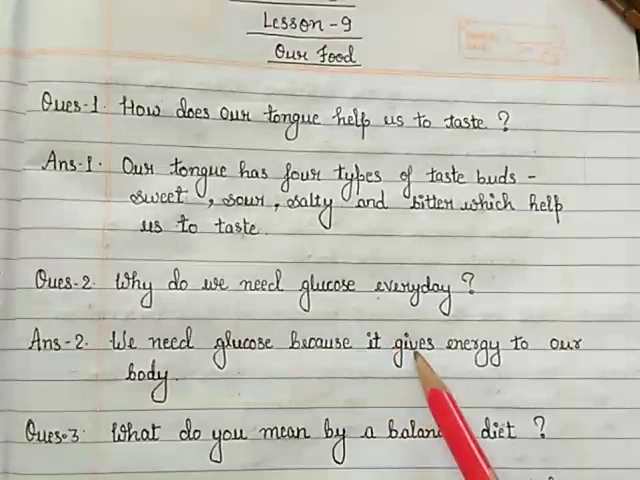 Lesson - 9
Our Food
Ques-1. How does our tongue help us to taste ?
Ans-1. Our tongue has four types of taste buds -
sweet, sour, salty and bitter which help
us to taste.
Ques-2. Why do we need glucose everyday ?
Ans-2. We need glucose because it gives energy to our
body.
Ques.3. What do you mean by a balan diet ?